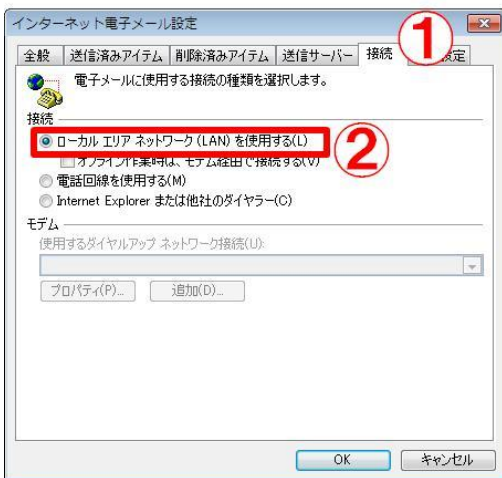 インターネット電子メール設定
全般 送信済みアイテム 削除済みアイテム 送信サーバー 接続 定
①
電子メールに使用する接続の種類を選択します。
接続
ローカル エリア ネットワーク (LAN) を使用する(L)
②
オフライン作業時は、モデム経由で接続する(V)
電話回線を使用する(M)
Internet Explorer または他社のダイヤラー(C)
モデム
使用するダイヤルアップ ネットワーク接続(U):
プロパティ(P)... 追加(D)...
OK キャンセル